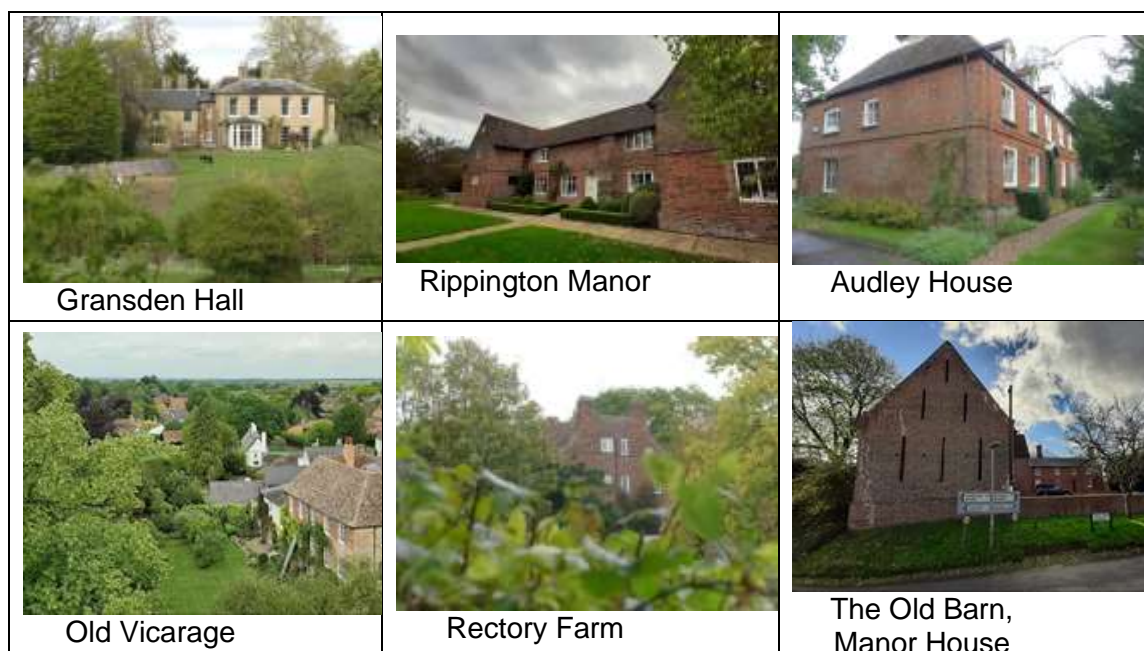 Gransden Hall
Rippington Manor
Audley House
Old Vicarage
Rectory Farm
The Old Barn,
Manor House